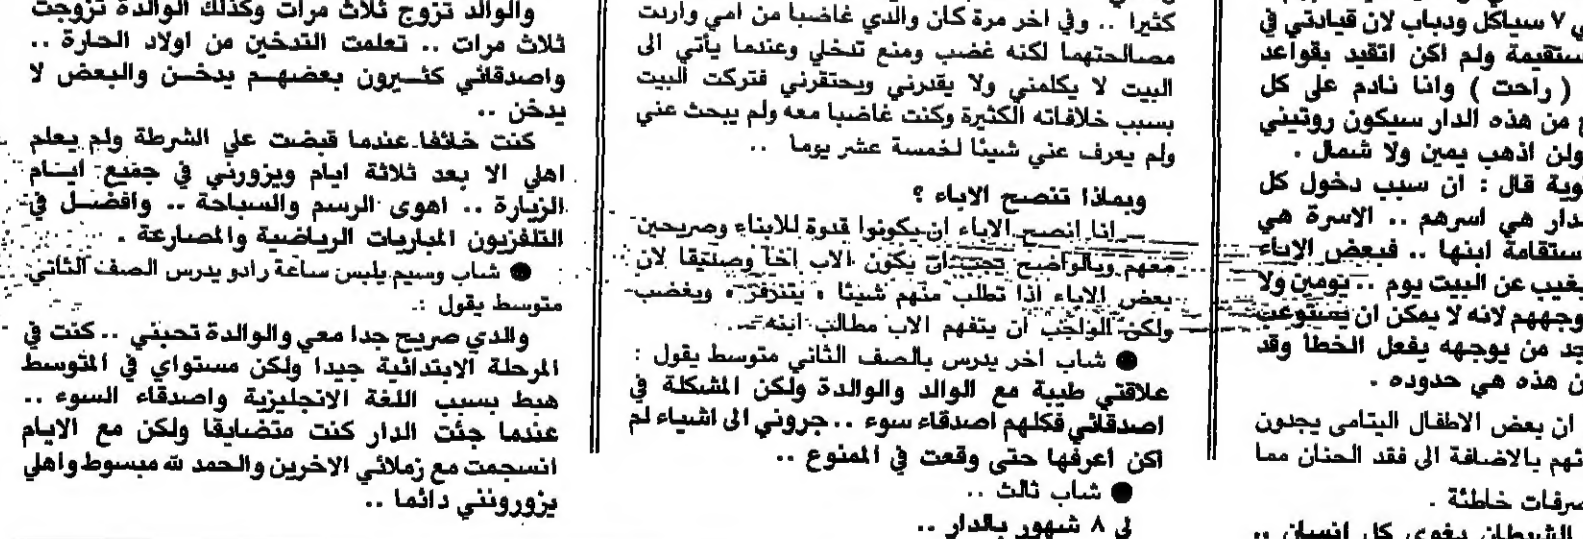 ي ٧ سياكل ودباب لان قيادتي في
ستقيمة ولم اكن اتقيد بقواعد
( راحت ) وانا نادم على كل
ع من هذه الدار سيكون روتيني
ولن اذهب يمين ولا شمال .
وية قال : ان سبب دخول كل
دار هي اسرهم .. الاسرة هي
ستقامة ابنها .. فبعض الاباء
يغيب عن البيت يوم .. يومين ولا
وجههم لانه لا يمكن ان يستوعب
جد من يوجهه يفعل الخطأ وقد
ن هذه هي حدوده .
ان بعض الاطفال اليتامى يجدون
ئهم بالاضافة الى فقد الحنان مما
صرفات خاطئة .
الشيطان يغوي كل انسان ..
كثيرا .. وفي اخر مرة كان والدي غاضبا من امي واردت
مصالحتهما لكنه غضب ومنع تدخلي وعندما يأتي الى
البيت لا يكلمني ولا يقدرني ويحتقرني فتركت البيت
بسبب خلافاته الكثيرة وكنت غاضبا معه ولم يبحث عني
ولم يعرف عني شيئا لخمسة عشر يوما ..
وبماذا تنصح الاباء ؟
ـ انا انصح الاباء ان يكونوا قدوة للابناء وصريحين
معهم وبالواضح يجب ان يكون الاب اخا وصديقا لان
بعض الاباء اذا تطلب منهم شيئا « يتنرفز » ويغضب
ولكن الواجب ان يتفهم الاب مطالب ابنه ..
● شاب اخر يدرس بالصف الثاني متوسط يقول :
علاقتي طيبة مع الوالد والوالدة ولكن المشكلة في
اصدقائي فكلهم اصدقاء سوء .. جروني الى اشياء لم
اكن اعرفها حتى وقعت في الممنوع ..
● شاب ثالث ..
لي ٨ شهور بالدار ..
والوالد تزوج ثلاث مرات وكذلك الوالدة تزوجت
ثلاث مرات .. تعلمت التدخين من اولاد الحارة ..
واصدقائي كثيرون بعضهم يدخن والبعض لا
يدخن ..
كنت خائفا عندما قبضت علي الشرطة ولم يعلم
اهلي الا بعد ثلاثة ايام ويزورني في جميع ايام
الزيارة .. اهوى الرسم والسباحة .. وافضل في
التلفزيون المباريات الرياضية والمصارعة .
● شاب وسيم يلبس ساعة رادو يدرس الصف الثاني
متوسط يقول :.
والدي صريح جدا معي والوالدة تحبني .. كنت في
المرحلة الابتدائية جيدا ولكن مستواي في المتوسط
هبط بسبب اللغة الانجليزية واصدقاء السوء ..
عندما جئت الدار كنت متضايقا ولكن مع الايام
انسجمت مع زملائي الاخرين والحمد لله مبسوط واهلي
يزورونني دائما ..